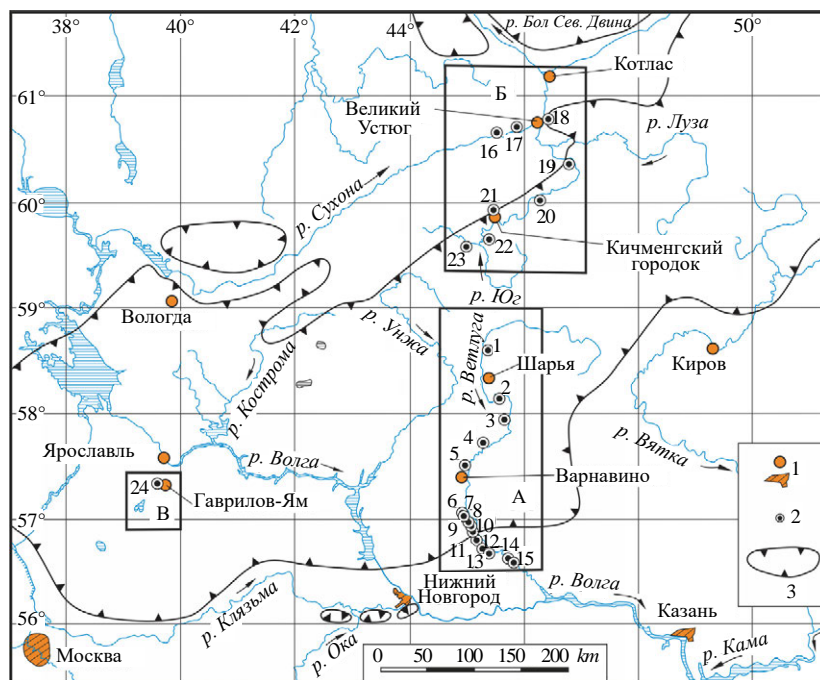 38° 40° 42° 44° 50°
р. Бол Сев. Двина
Котлас
61°
Б
Великий
Устюг
18
17
16
р. Луза
19
р. Сухона
21
20
60°
22
23
Кичменгский
городок
р. Юг
59°
Вологда
р. Унжа
р. Ветлуга
1
р. Кострома
Шарья
Киров
2
58°
3
4
р. Вятка
Ярославль
5
р. Волга
Варнавино
1
24
Гаврилов-Ям
А
В
6
7
8
2
57°
9
10
11
12
13
14
15
3
Нижний
Новгород
р. Волга
р. Клязьма
Казань
56°
р. Ока
р. Кама
Москва
0 50 100 150 200 km